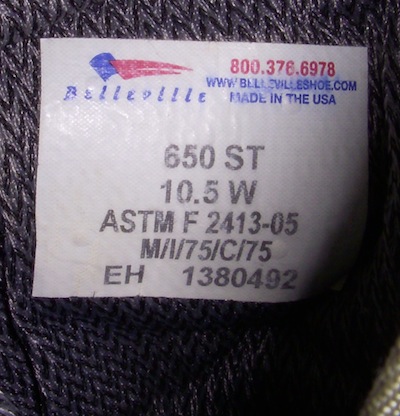 800.376.6978
Belleville
WWW.BELLEVILLESHOE.COM
MADE IN THE USA
650 ST
10.5 W
ASTM F 2413-05
M/I/75/C/75
EH 1380492